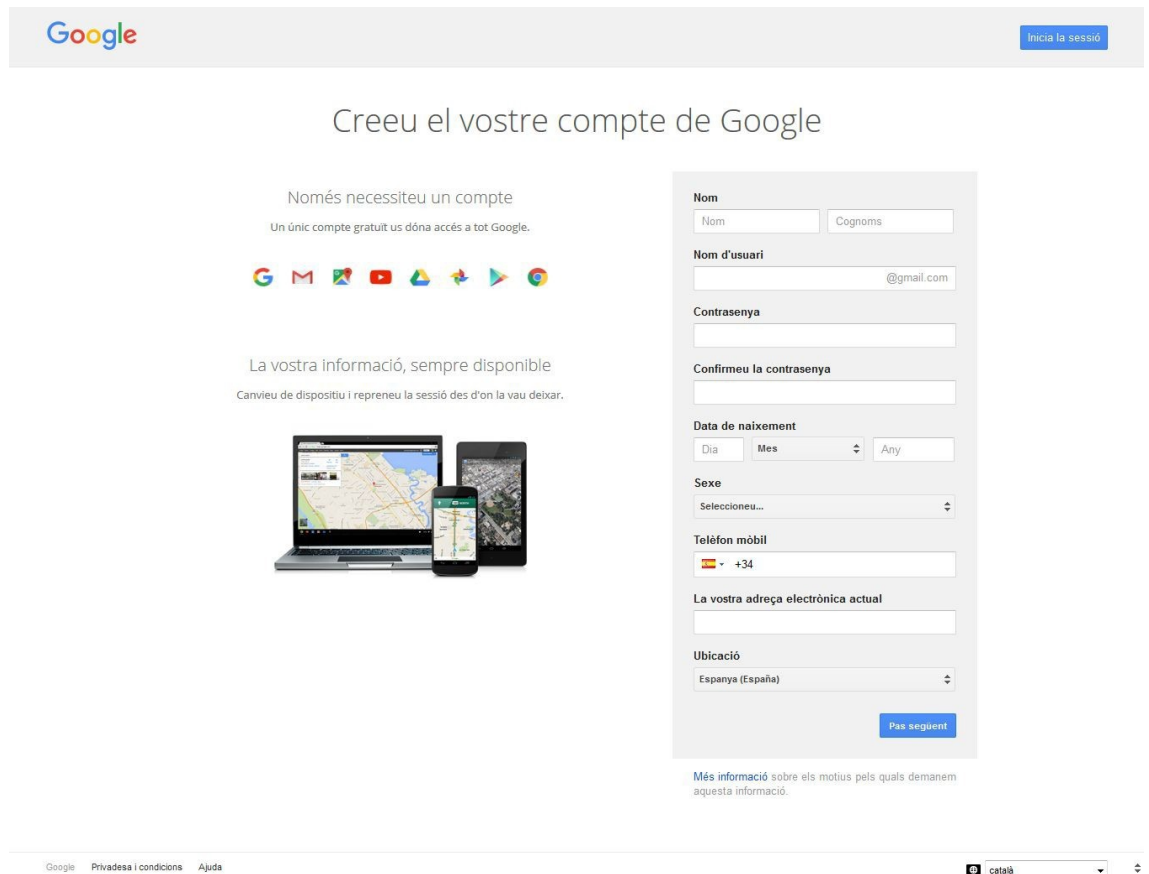 Google
Inicia la sessió
Creeu el vostre compte de Google
Només necessiteu un compte
Un únic compte gratuït us dóna accés a tot Google.
La vostra informació, sempre disponible
Canvieu de dispositiu i repreneu la sessió des d'on la vau deixar.
Nom
Nom Cognoms
Nom d'usuari
@gmail.com
Contrasenya
Confirmeu la contrasenya
Data de naixement
Dia Mes Any
Sexe
Seleccioneu...
Telèfon mòbil
+34
La vostra adreça electrònica actual
Ubicació
Espanya (España)
Pas següent
Més informació sobre els motius pels quals demanem
aquesta informació.
Google Privadesa i condicions Ajuda
català